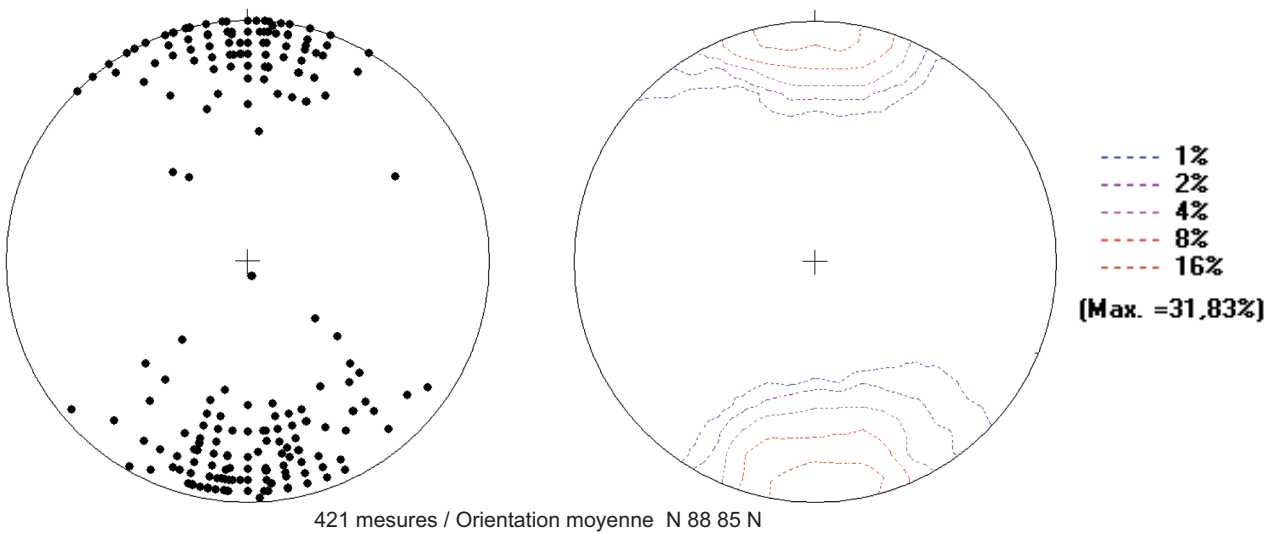 1%
2%
4%
8%
16%
(Max. =31,83%)
421 mesures / Orientation moyenne N 88 85 N